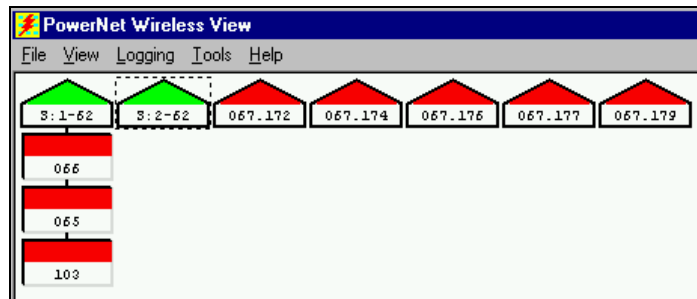 PowerNet Wireless View
File View Logging Tools Help
S:1-62 S:2-62 067.172 067.174 067.176 067.177 067.179
066
065
103